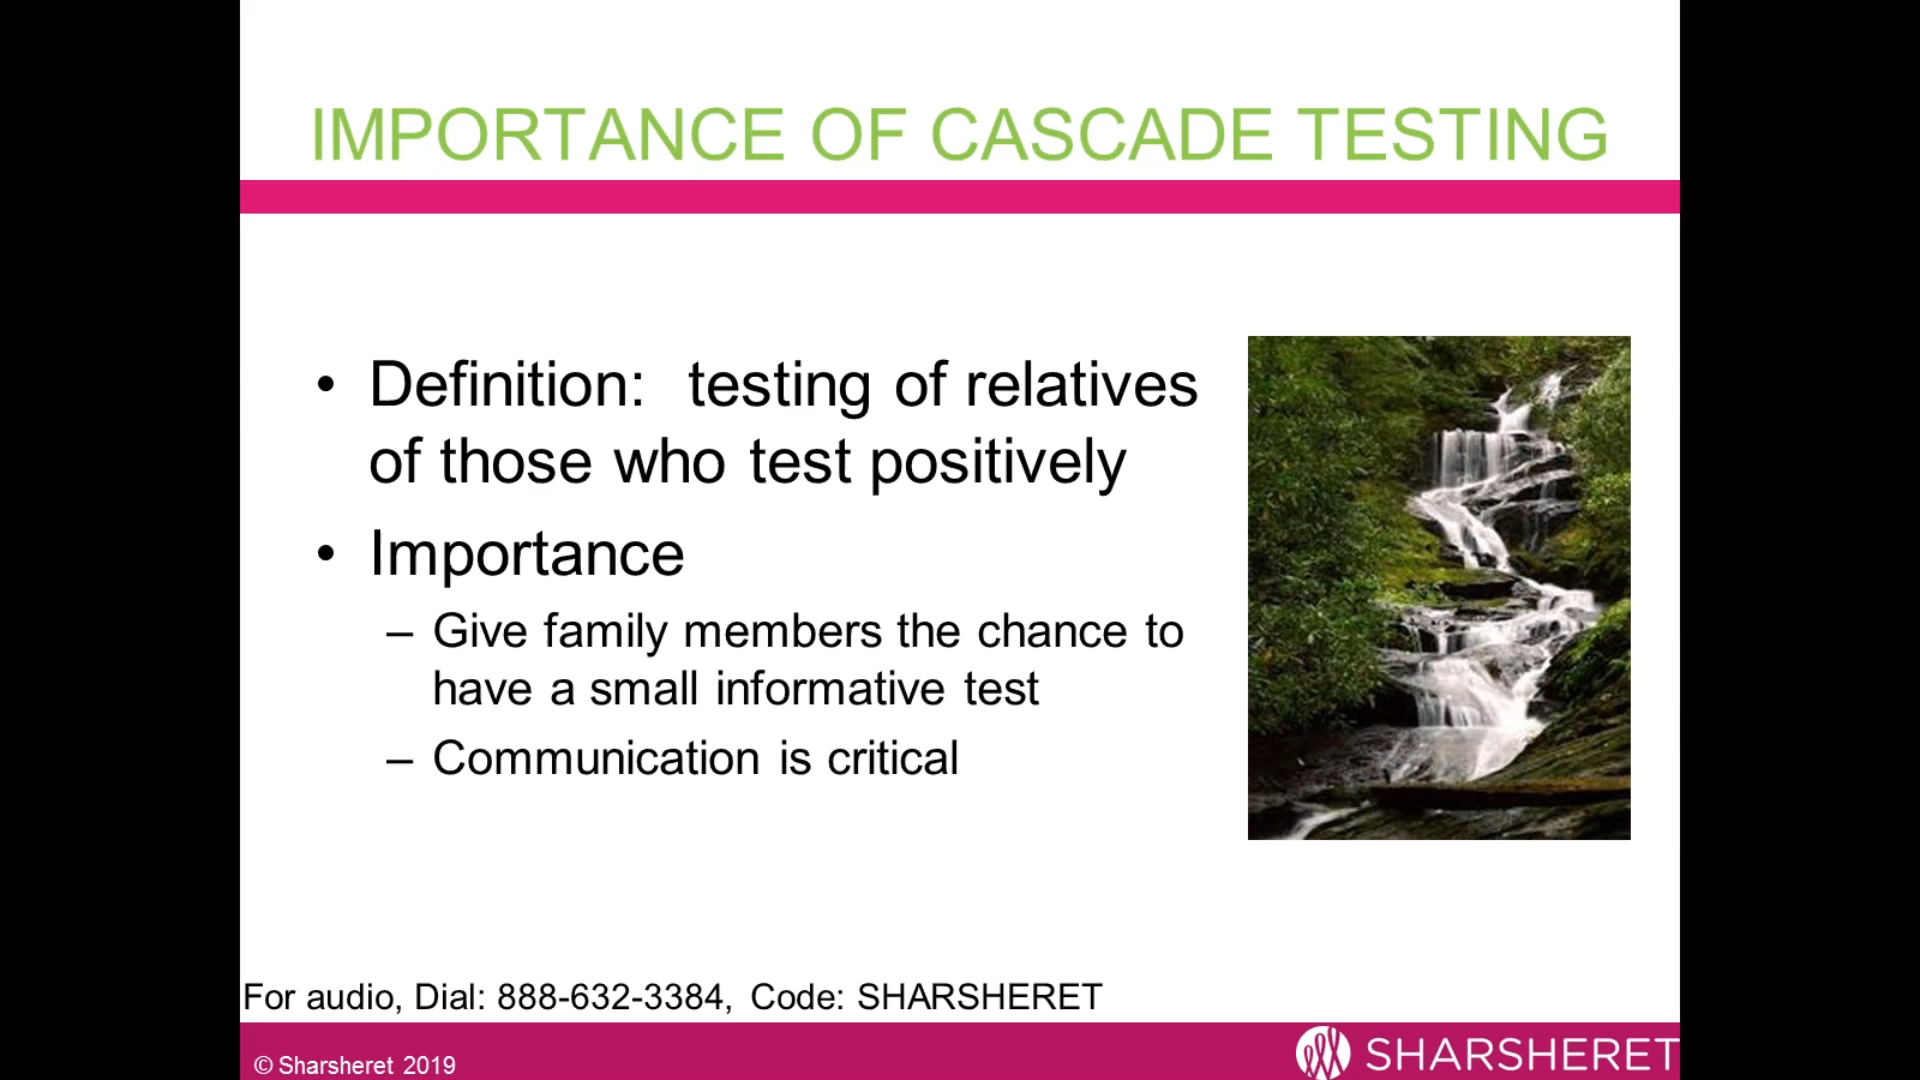 IMPORTANCE OF CASCADE TESTING
• Definition: testing of relatives
of those who test positively
• Importance
– Give family members the chance to
have a small informative test
– Communication is critical
For audio, Dial: 888-632-3384, Code: SHARSHERET
© Sharsheret 2019
SHARSHERET